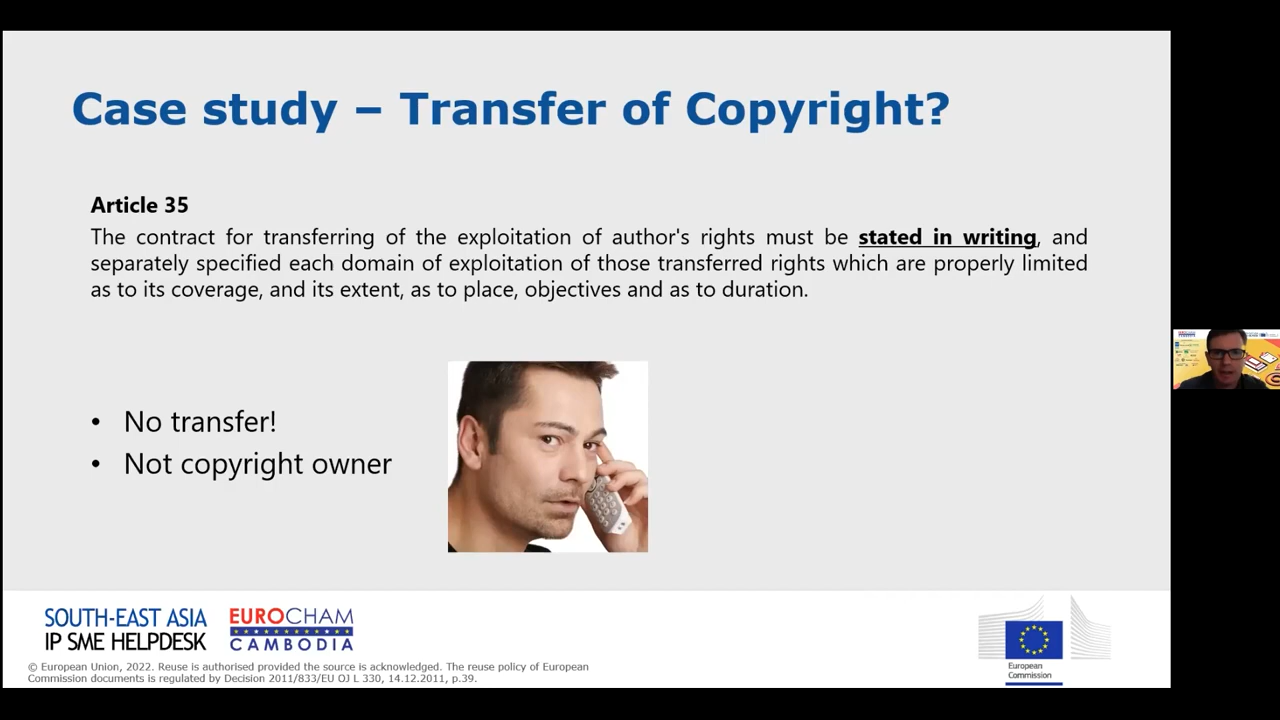 Case study – Transfer of Copyright?
Article 35
The contract for transferring of the exploitation of author's rights must be stated in writing, and
separately specified each domain of exploitation of those transferred rights which are properly limited
as to its coverage, and its extent, as to place, objectives and as to duration.
• No transfer!
• Not copyright owner
SOUTH-EAST ASIA
IP SME HELPDESK
EUROCHAM
CAMBODIA
European
Commission
© European Union, 2022. Reuse is authorised provided the source is acknowledged. The reuse policy of European
Commission documents is regulated by Decision 2011/833/EU OJ L 330, 14.12.2011, p.39.